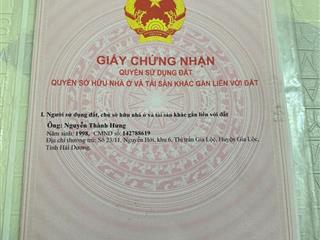 GIẤY CHỨNG NHẬN
QUYỀN SỬ DỤNG ĐẤT
QUYỀN SỞ HỮU NHÀ Ở VÀ TÀI SẢN KHÁC GẮN LIỀN VỚI ĐẤT
I. Người sử dụng đất, chủ sở hữu nhà ở và tài sản khác gắn liền với đất
Ông: Nguyễn Thành Hưng
Năm sinh: 1998, CMND số: 142788619
Địa chỉ thường trú: Số 23/11, Nguyễn Hới, khu 6, Thị trấn Gia Lộc, Huyện Gia Lộc,
Tỉnh Hải Dương.